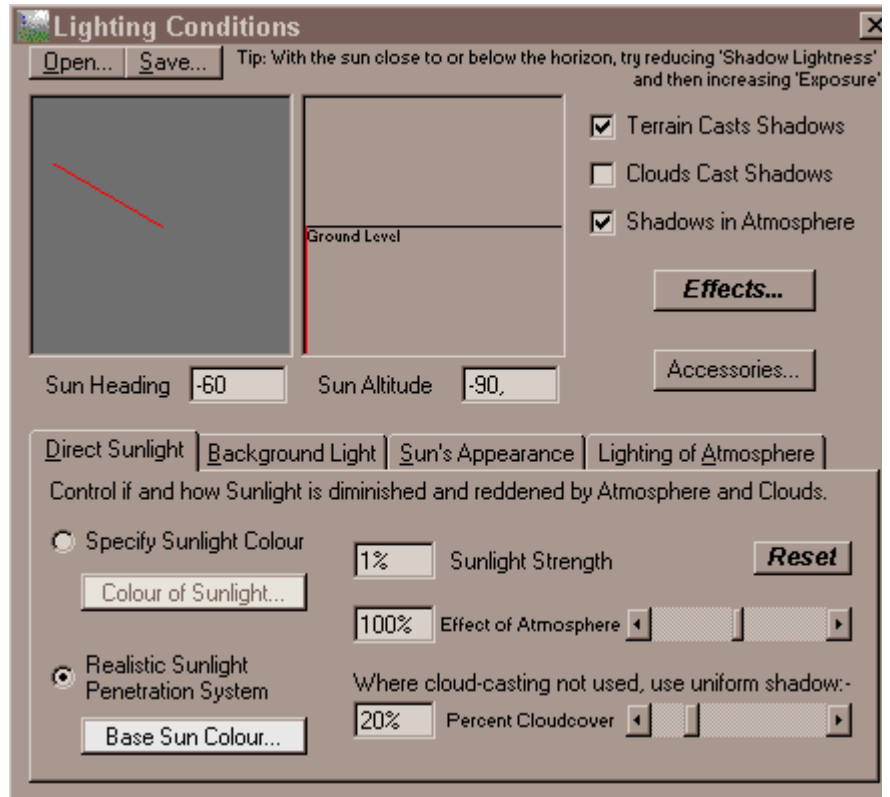 Lighting Conditions
Open... Save... Tip: With the sun close to or below the horizon, try reducing 'Shadow Lightness'
and then increasing 'Exposure'
Terrain Casts Shadows
Clouds Cast Shadows
Shadows in Atmosphere
Ground Level
Effects...
Accessories...
Sun Heading -60 Sun Altitude -90,
Direct Sunlight Background Light Sun's Appearance Lighting of Atmosphere
Control if and how Sunlight is diminished and reddened by Atmosphere and Clouds.
Specify Sunlight Colour
Colour of Sunlight...
1% Sunlight Strength Reset
100% Effect of Atmosphere
Realistic Sunlight
Penetration System
Base Sun Colour...
Where cloud-casting not used, use uniform shadow:-
20% Percent Cloudcover